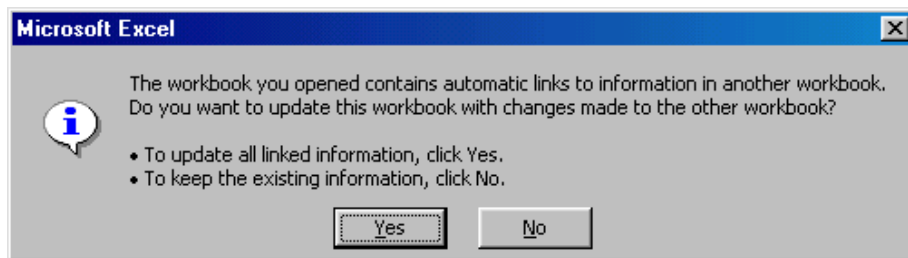 Microsoft Excel
The workbook you opened contains automatic links to information in another workbook.
Do you want to update this workbook with changes made to the other workbook?
• To update all linked information, click Yes.
• To keep the existing information, click No.
Yes No